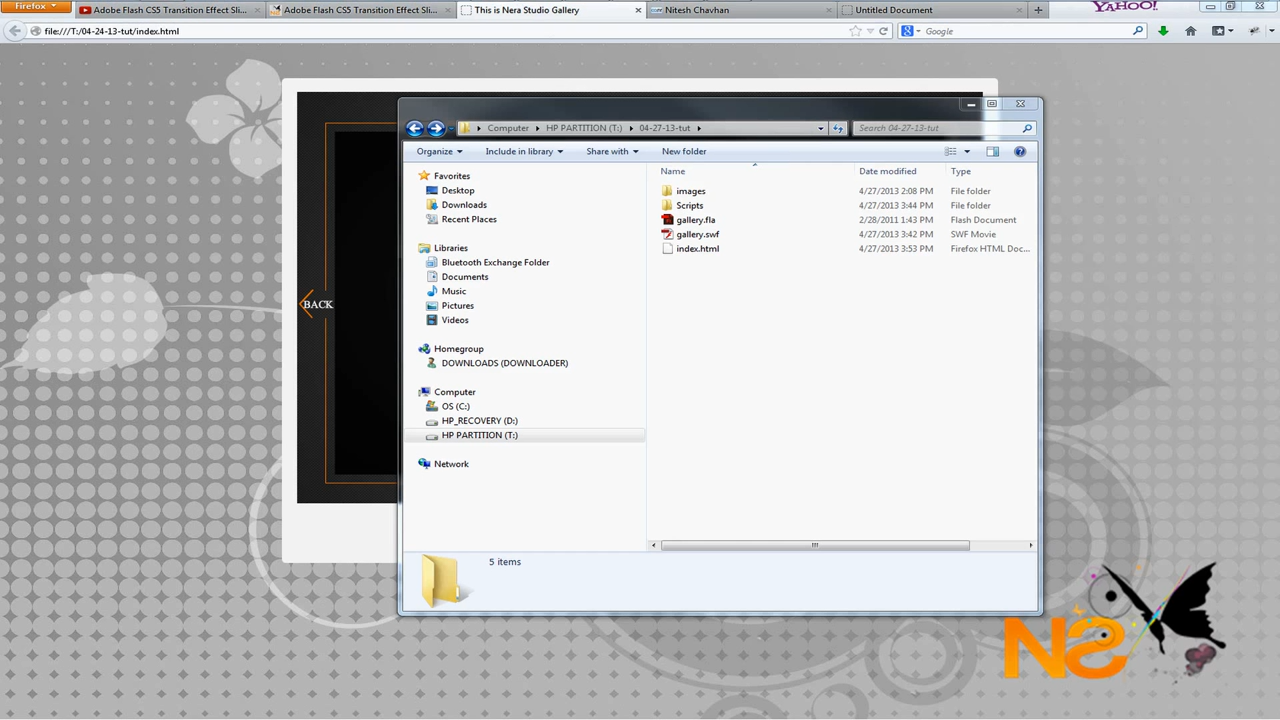 Firefox
Adobe Flash CS5 Transition Effect Sli...
Adobe Flash CS5 Transition Effect Sli...
This is Nera Studio Gallery
Nitesh Chavhan
Untitled Document
YAHOO!
file:///T:/04-24-13-tut/index.html
Google
Computer
HP PARTITION (T:)
04-27-13-tut
Search 04-27-13-tut
Organize
Include in library
Share with
New folder
Name
Date modified
Type
Favorites
Desktop
Downloads
Recent Places
Libraries
Bluetooth Exchange Folder
Documents
Music
Pictures
Videos
Homegroup
DOWNLOADS (DOWNLOADER)
Computer
OS (C:)
HP_RECOVERY (D:)
HP PARTITION (T:)
Network
images 4/27/2013 2:08 PM File folder
Scripts 4/27/2013 3:44 PM File folder
gallery.fla 2/28/2011 1:43 PM Flash Document
gallery.swf 4/27/2013 3:42 PM SWF Movie
index.html 4/27/2013 3:53 PM Firefox HTML Doc...
BACK
5 items
NS